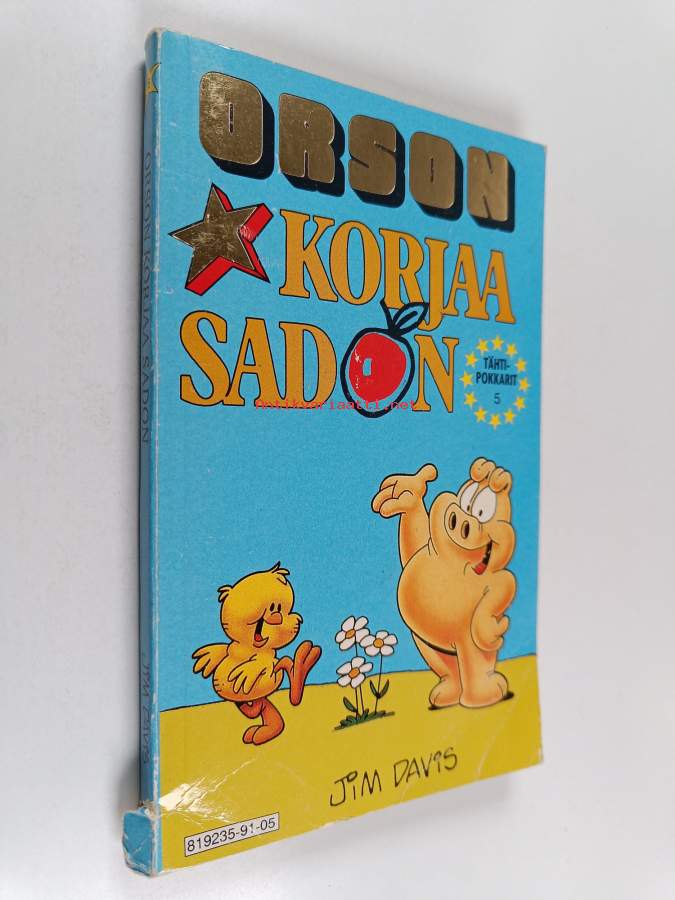 ORSON
KORJAA
SADON
TÄHTI-
POKKARIT
5
Antikvariaatti.net
JIM DAVIS
819235-91-05
ORSON KORJAA SADON
JIM DAVIS